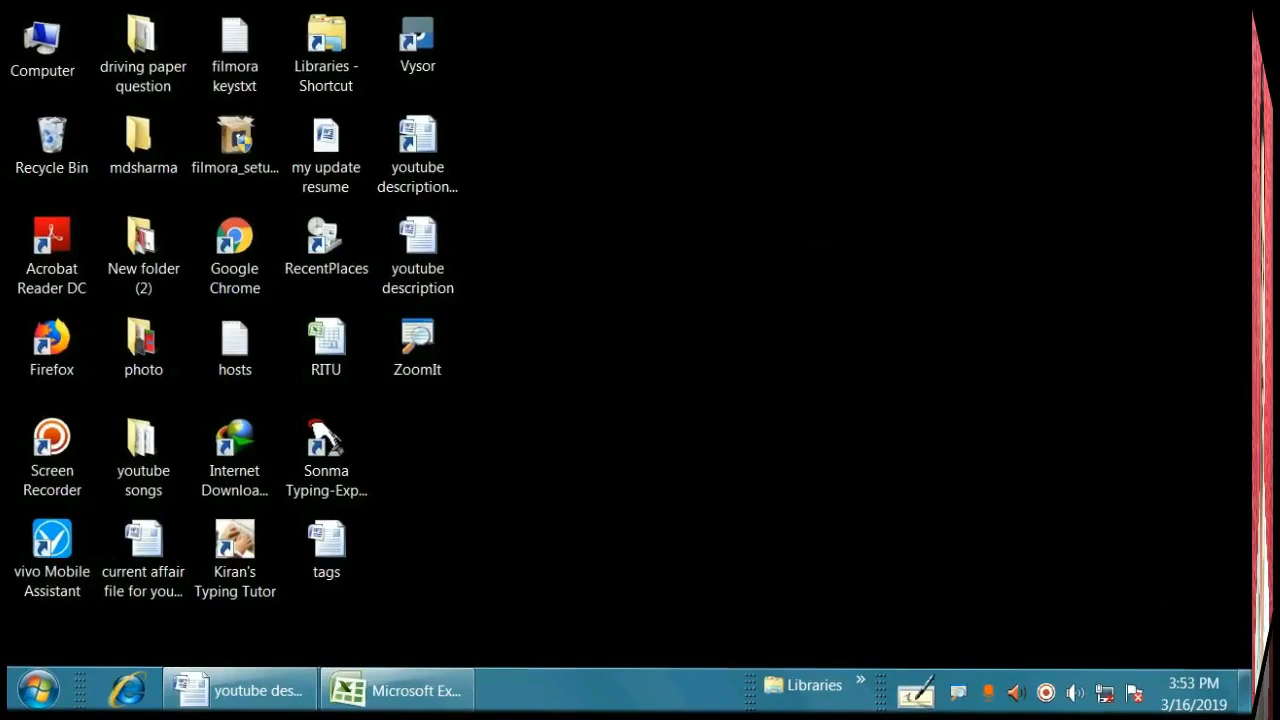 Computer
driving paper
question
filmora
keystxt
Libraries -
Shortcut
Vysor
Recycle Bin
mdsharma
filmora_setu...
my update
resume
youtube
description...
Acrobat
Reader DC
New folder
(2)
Google
Chrome
RecentPlaces
youtube
description
Firefox
photo
hosts
RITU
ZoomIt
Screen
Recorder
youtube
songs
Internet
Downloa...
Sonma
Typing-Exp...
vivo Mobile
Assistant
current affair
file for you...
Kiran's
Typing Tutor
tags
youtube des...
Microsoft Ex...
Libraries
»
3:53 PM
3/16/2019